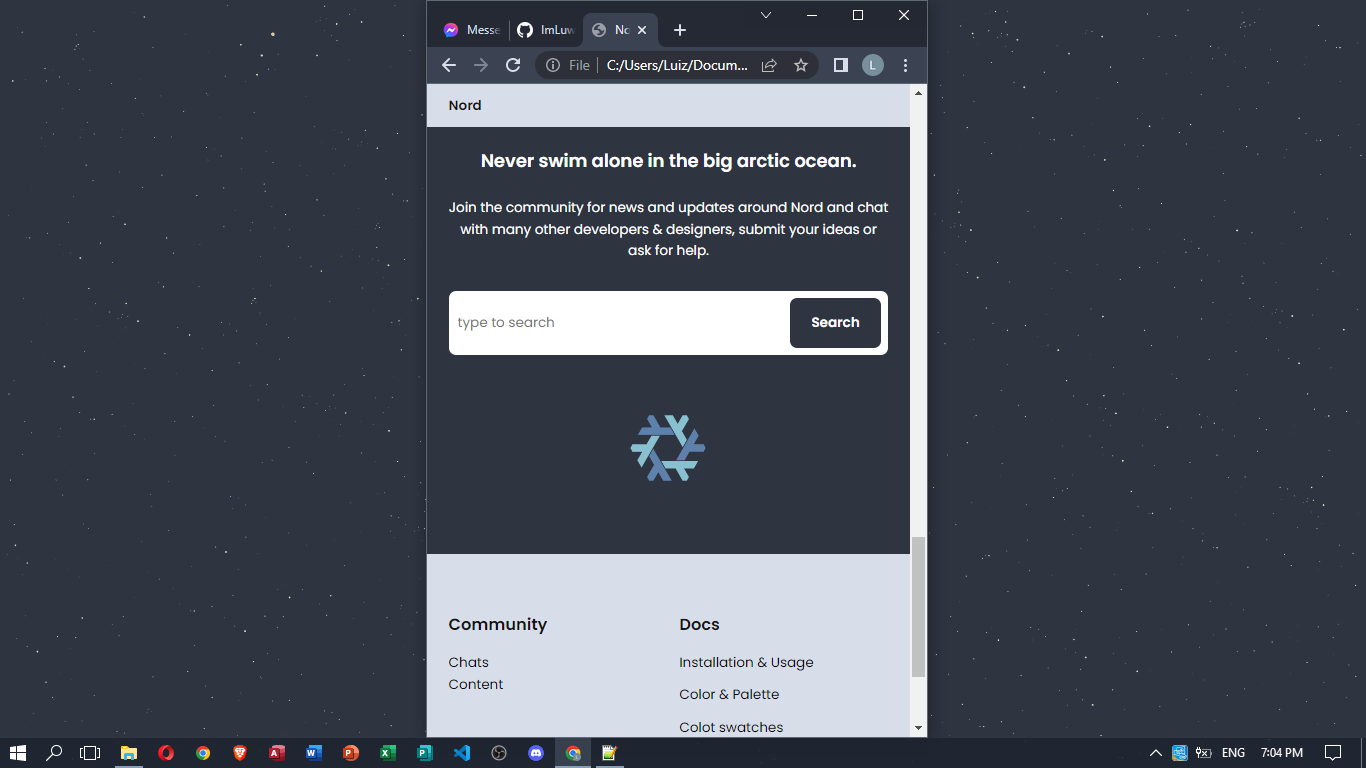 Messe
ImLuw
No
File
C:/Users/Luiz/Docum...
L
Nord
Never swim alone in the big arctic ocean.
Join the community for news and updates around Nord and chat
with many other developers & designers, submit your ideas or
ask for help.
type to search
Search
Community
Docs
Chats
Installation & Usage
Content
Color & Palette
Colot swatches
ENG
7:04 PM